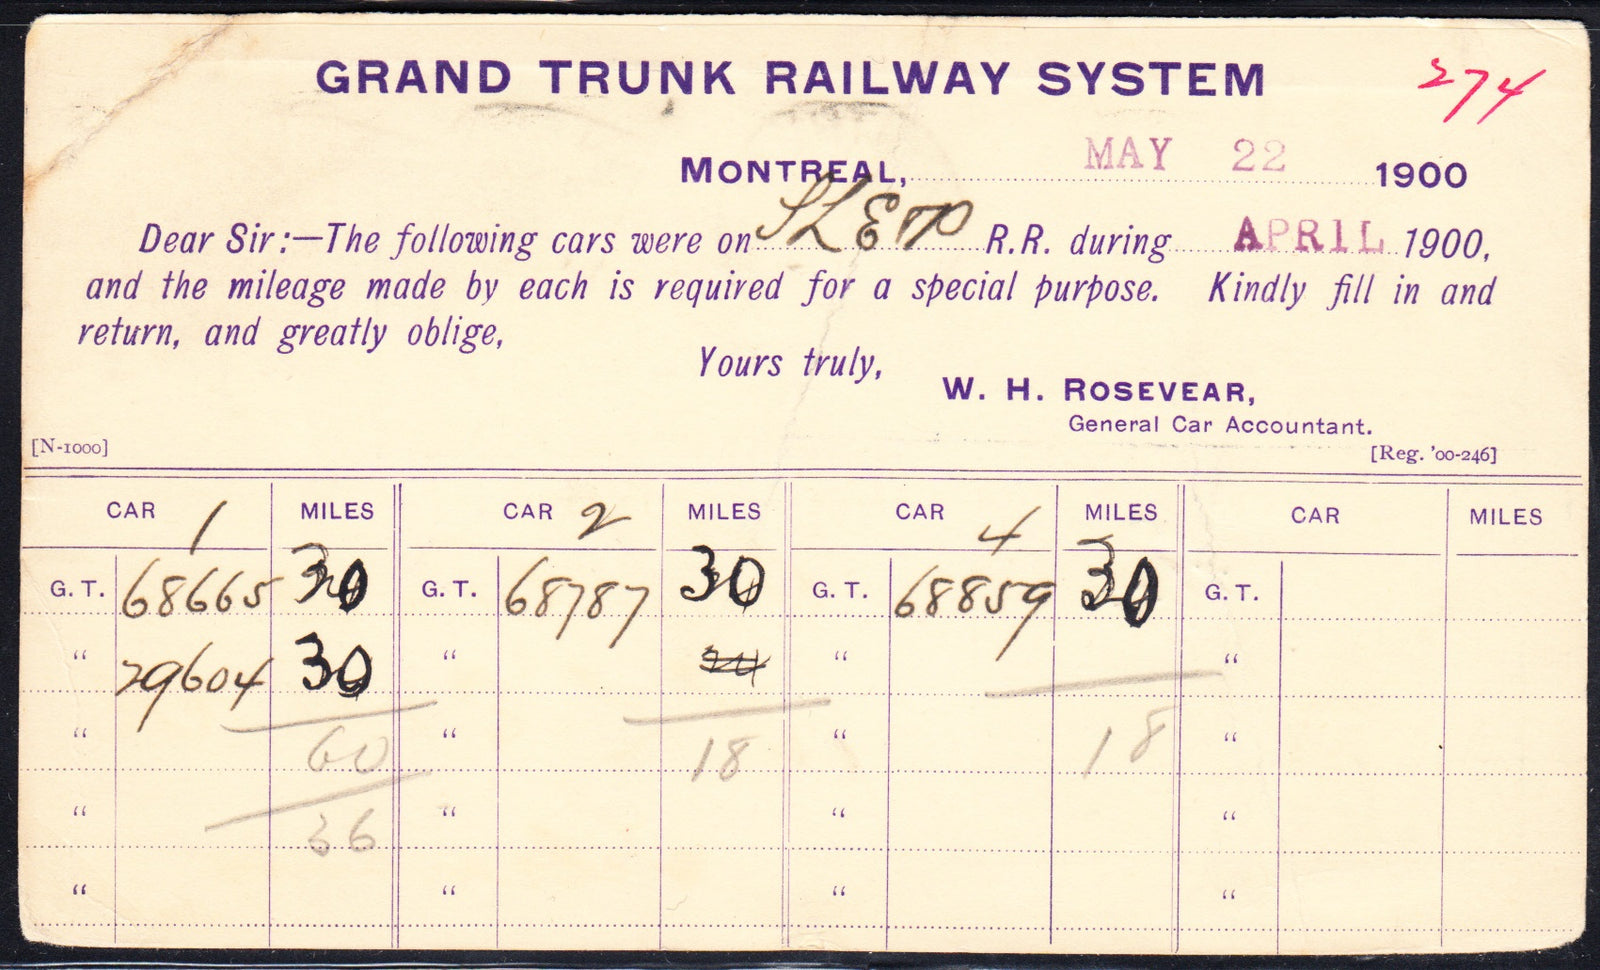 GRAND TRUNK RAILWAY SYSTEM
274
MONTREAL, MAY 22 1900
Dear Sir:—The following cars were on R.R. during APRIL 1900,
and the mileage made by each is required for a special purpose. Kindly fill in and
return, and greatly oblige,
Yours truly,
W. H. ROSEVEAR,
General Car Accountant.
[N-1000] [Reg. '00-246]
CAR 1 MILES CAR 2 MILES CAR 4 MILES CAR MILES
G. T. 68665 30 G. T. 68787 30 G. T. 68859 30 G. T.
" 29604 30 " " "
" 60 " 18 " 18 "
" 36 " " "
" " " "